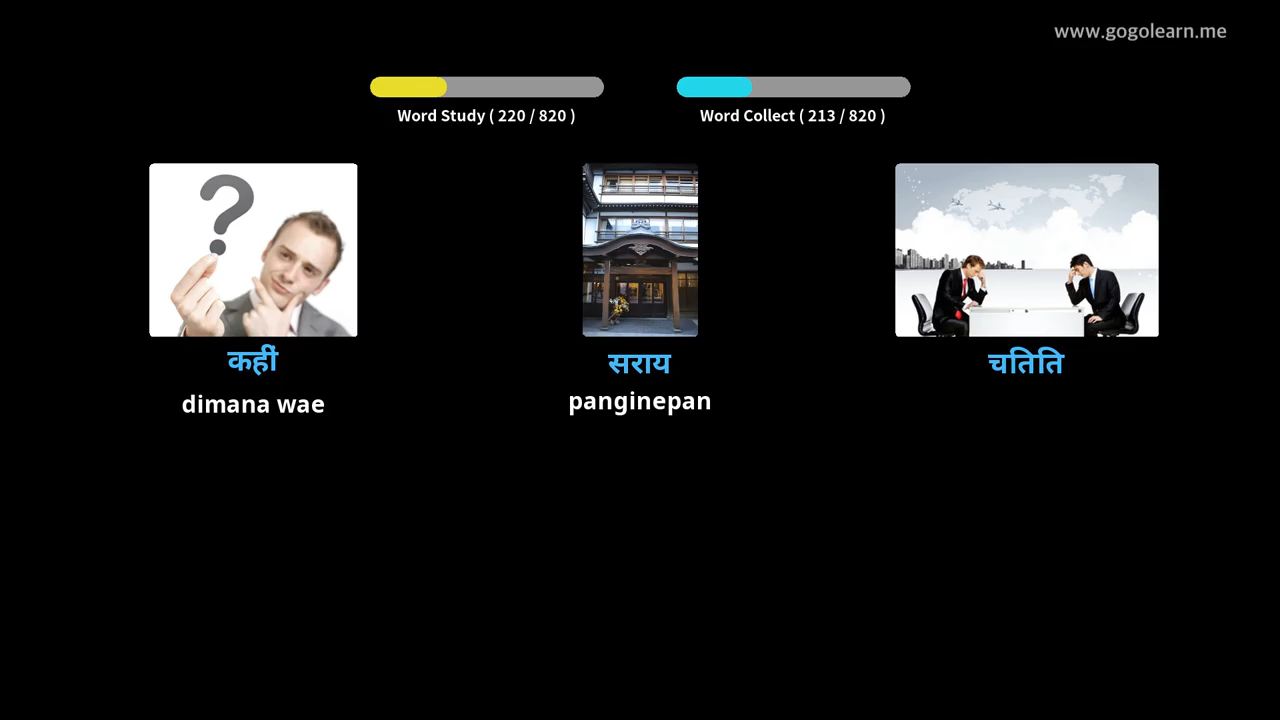 www.gogolearn.me
Word Study ( 220 / 820 )
Word Collect ( 213 / 820 )
कहीं
dimana wae
सराय
panginepan
चतिति